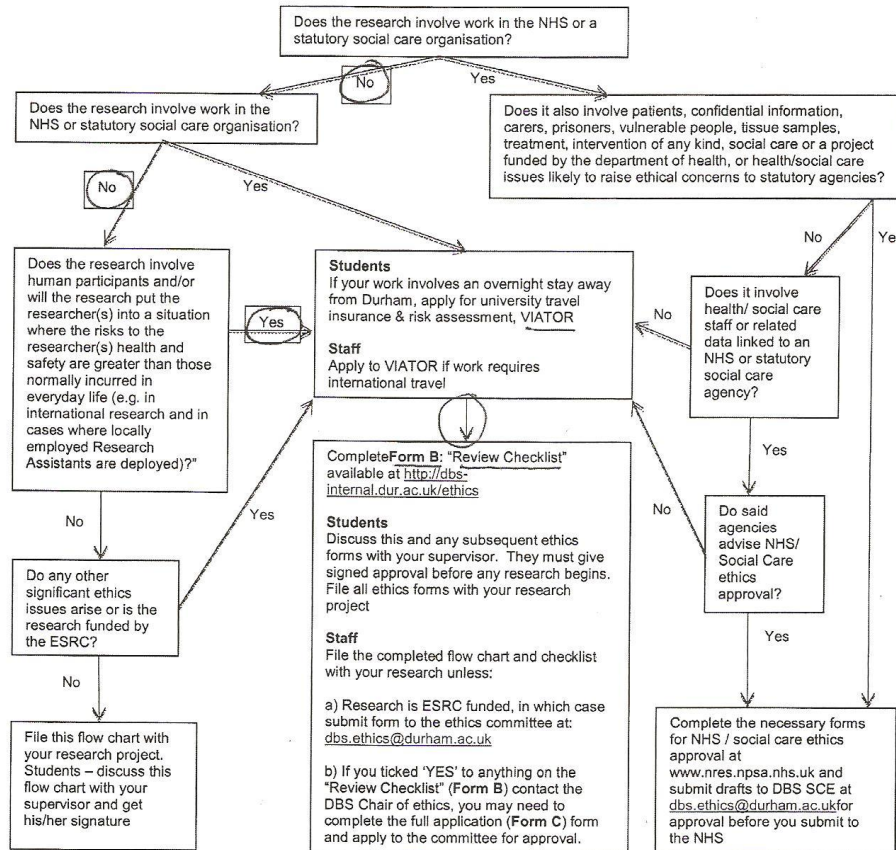 Does the research involve work in the NHS or a
statutory social care organisation?
No
Yes
Does the research involve work in the
NHS or statutory social care organisation?
Does it also involve patients, confidential information,
carers, prisoners, vulnerable people, tissue samples,
treatment, intervention of any kind, social care or a project
funded by the department of health, or health/social care
issues likely to raise ethical concerns to statutory agencies?
No
Yes
No
Ye
Does the research involve
human participants and/or
will the research put the
researcher(s) into a situation
where the risks to the
researcher(s) health and
safety are greater than those
normally incurred in
everyday life (e.g. in
international research and in
cases where locally
employed Research
Assistants are deployed)?"
Yes
Students
If your work involves an overnight stay away
from Durham, apply for university travel
insurance & risk assessment, VIATOR
Staff
Apply to VIATOR if work requires
international travel
No
Does it involve
health/ social care
staff or related
data linked to an
NHS or statutory
social care
agency?
No
Yes
Yes
Do any other
significant ethics
issues arise or is the
research funded by
the ESRC?
No
File this flow chart with
your research project.
Students – discuss this
flow chart with your
supervisor and get
his/her signature
CompleteForm B: "Review Checklist"
available at http://dbs-
internal.dur.ac.uk/ethics
Students
Discuss this and any subsequent ethics
forms with your supervisor. They must give
signed approval before any research begins.
File all ethics forms with your research
project
Staff
File the completed flow chart and checklist
with your research unless:
a) Research is ESRC funded, in which case
submit form to the ethics committee at:
dbs.ethics@durham.ac.uk
b) If you ticked 'YES' to anything on the
"Review Checklist" (Form B) contact the
DBS Chair of ethics, you may need to
complete the full application (Form C) form
and apply to the committee for approval.
No
Do said
agencies
advise NHS/
Social Care
ethics
approval?
Yes
Complete the necessary forms
for NHS / social care ethics
approval at
www.nres.npsa.nhs.uk and
submit drafts to DBS SCE at
dbs.ethics@durham.ac.ukfor
approval before you submit to
the NHS